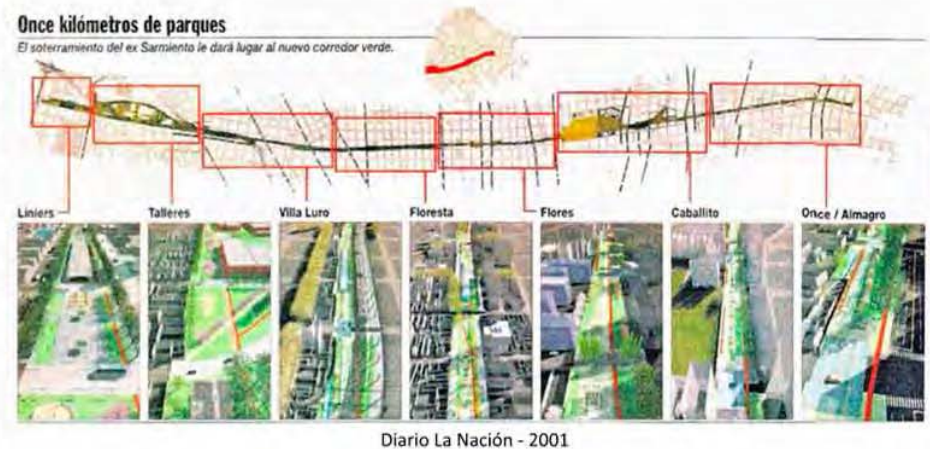 Once kilómetros de parques
El soterramiento del ex Sarmiento le dará lugar al nuevo corredor verde.
Liniers
Talleres
Villa Luro
Floresta
Flores
Caballito
Once / Almagro
Diario La Nación - 2001